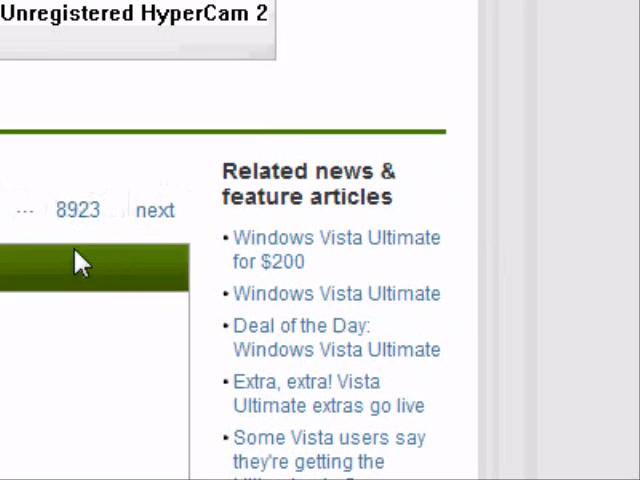 Unregistered HyperCam 2
Related news &
feature articles
... 8923 next
• Windows Vista Ultimate
for $200
• Windows Vista Ultimate
• Deal of the Day:
Windows Vista Ultimate
• Extra, extra! Vista
Ultimate extras go live
• Some Vista users say
they're getting the